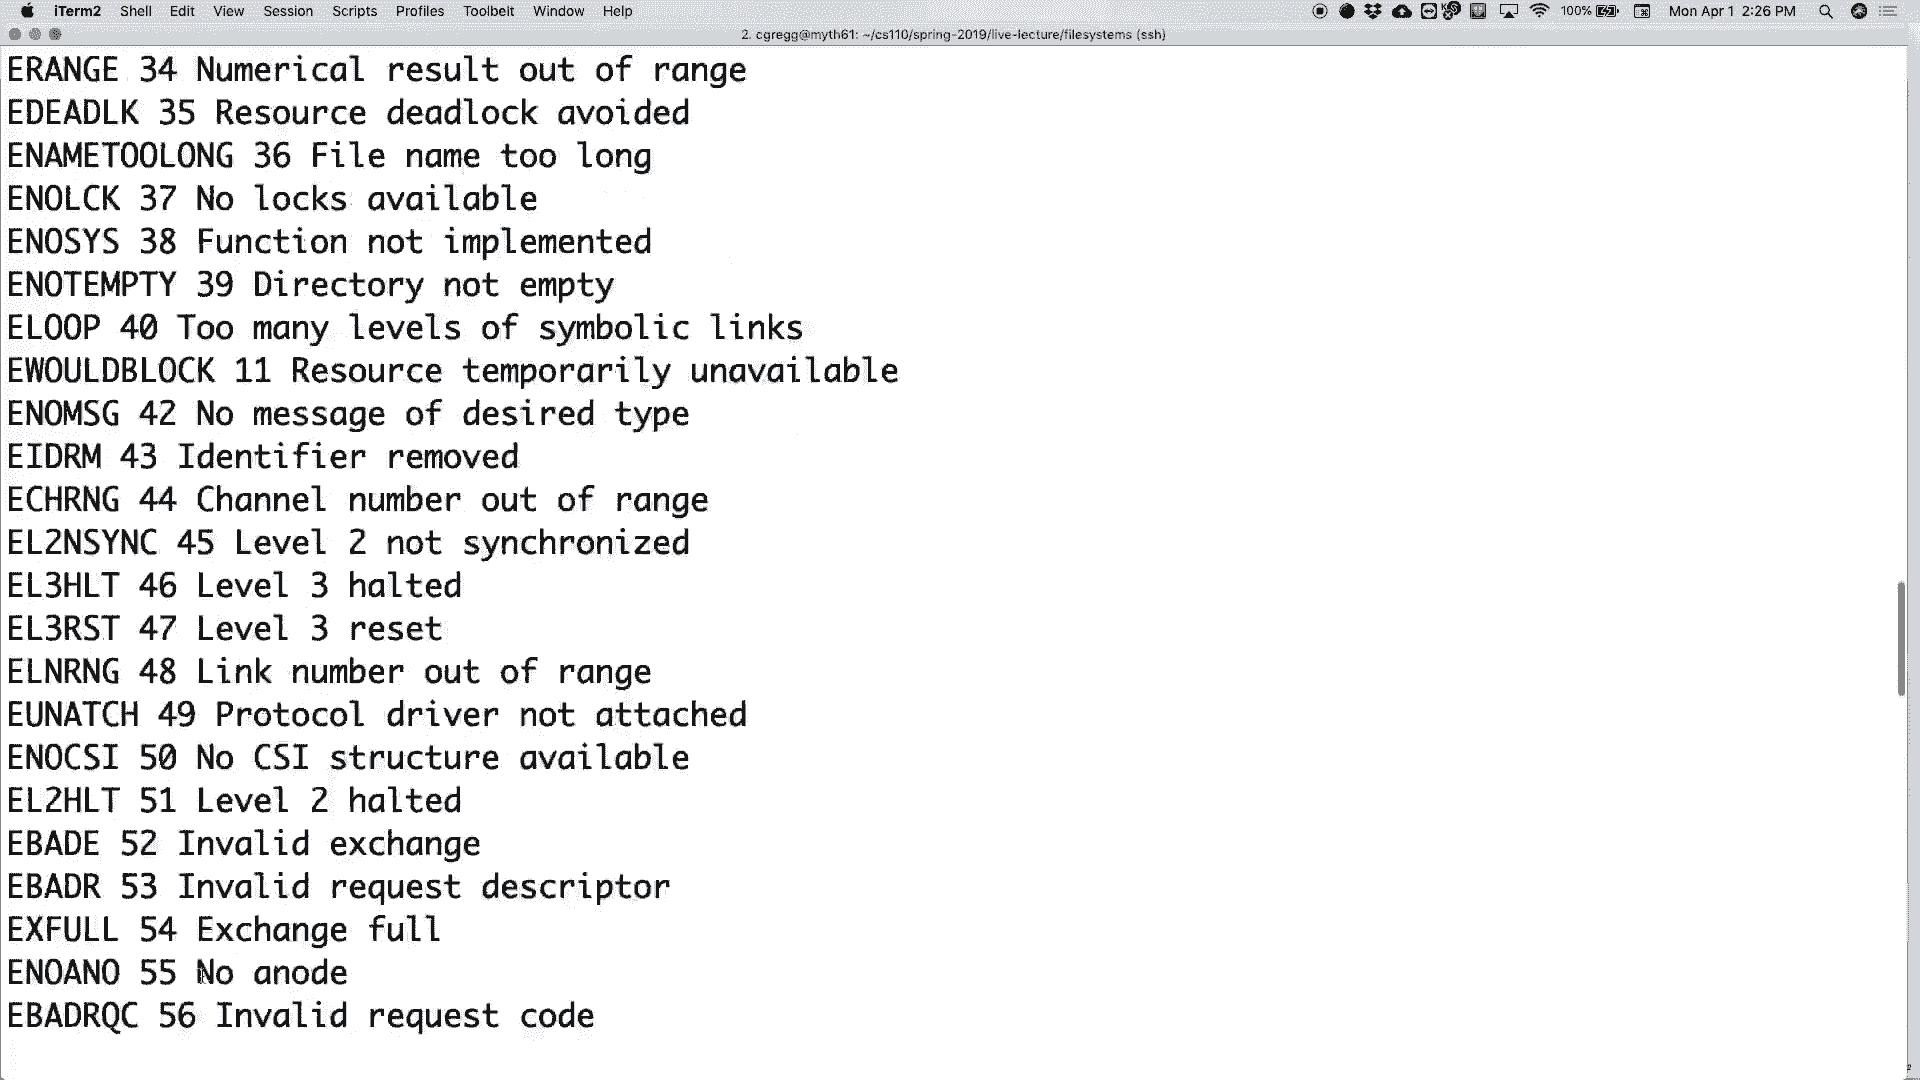 iTerm2 Shell Edit View Session Scripts Profiles Toolbelt Window Help 100% Mon Apr 1 2:26 PM
2. cgregg@myth61: ~/cs110/spring-2019/live-lecture/filesystems (ssh)
ERANGE 34 Numerical result out of range
EDEADLK 35 Resource deadlock avoided
ENAMETOOLONG 36 File name too long
ENOLCK 37 No locks available
ENOSYS 38 Function not implemented
ENOTEMPTY 39 Directory not empty
ELOOP 40 Too many levels of symbolic links
EWOULDBLOCK 11 Resource temporarily unavailable
ENOMSG 42 No message of desired type
EIDRM 43 Identifier removed
ECHRNG 44 Channel number out of range
EL2NSYNC 45 Level 2 not synchronized
EL3HLT 46 Level 3 halted
EL3RST 47 Level 3 reset
ELNRNG 48 Link number out of range
EUNATCH 49 Protocol driver not attached
ENOCSI 50 No CSI structure available
EL2HLT 51 Level 2 halted
EBADE 52 Invalid exchange
EBADR 53 Invalid request descriptor
EXFULL 54 Exchange full
ENOANO 55 No anode
EBADRQC 56 Invalid request code